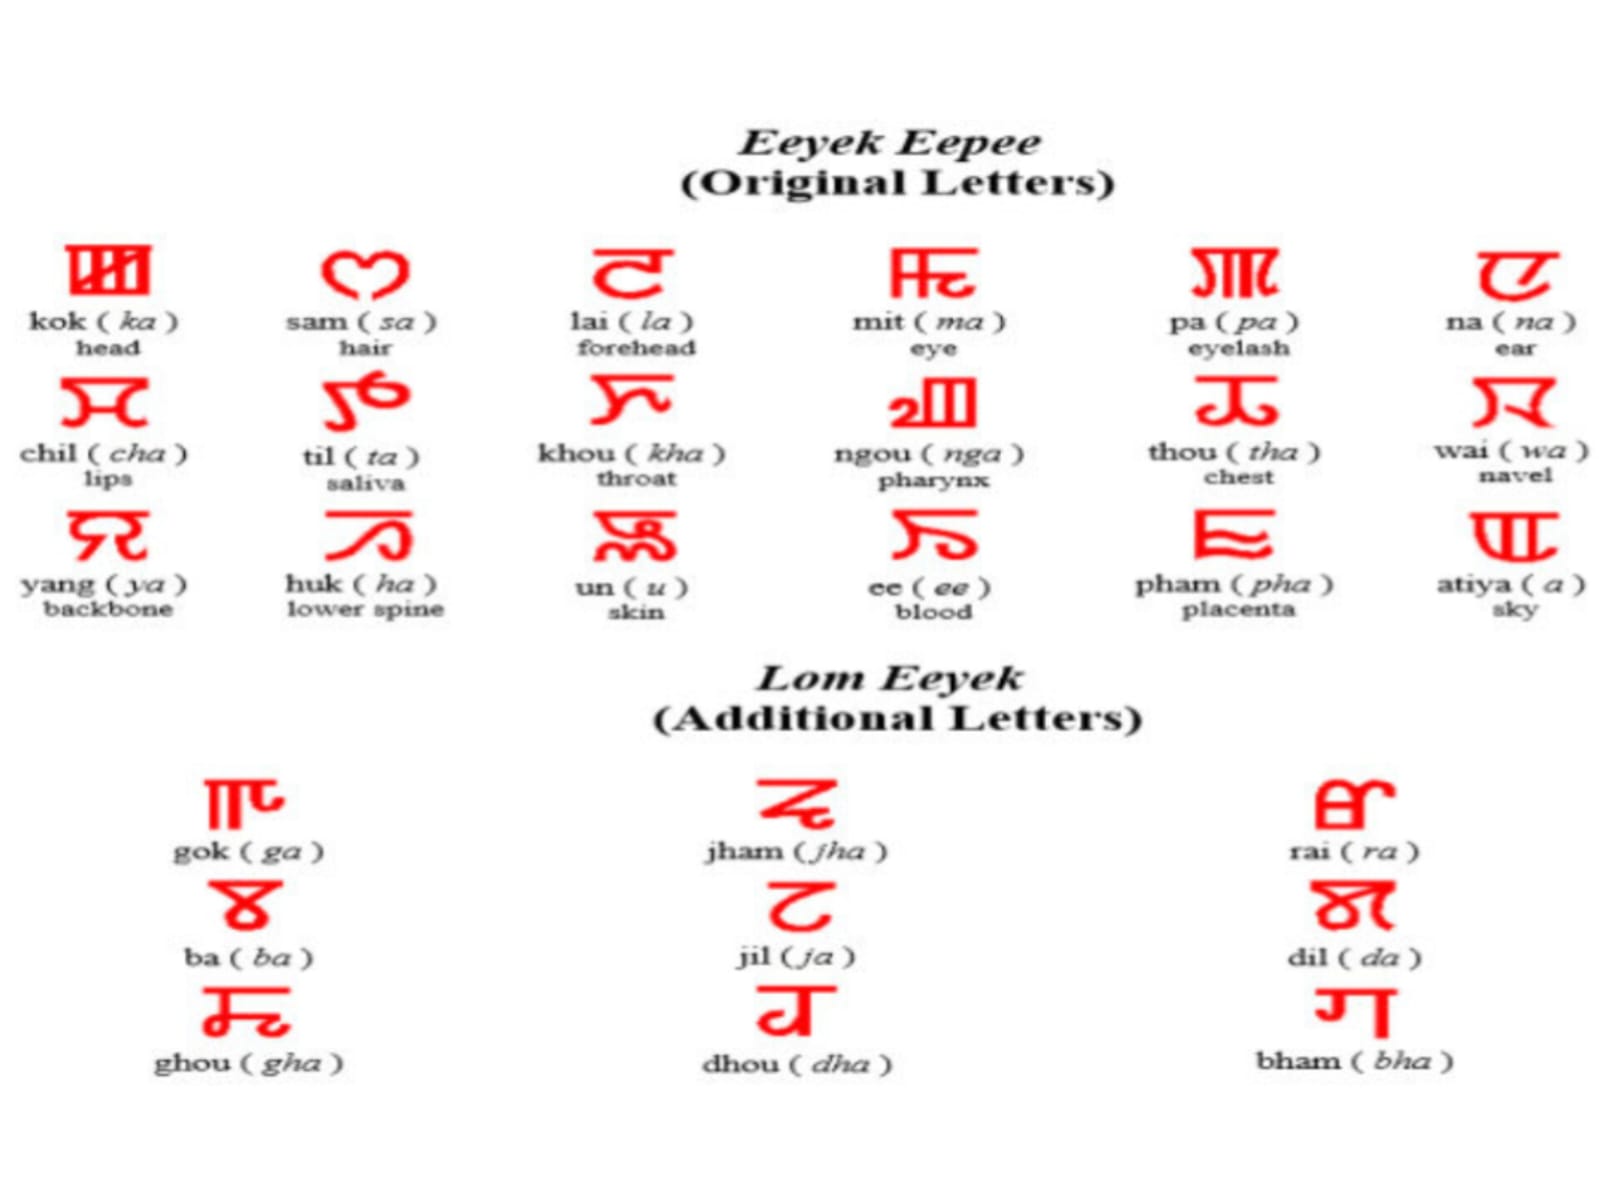 Eeyek Eepee
(Original Letters)
ꯀ ꯁ ꯂ ꯃ ꯄ ꯅ
kok ( ka ) sam ( sa ) lai ( la ) mit ( ma ) pa ( pa ) na ( na )
head hair forehead eye eyelash ear
ꯆ ꯇ ꯈ ꯉ ꯊ ꯋ
chil ( cha ) til ( ta ) khou ( kha ) ngou ( nga ) thou ( tha ) wai ( wa )
lips saliva throat pharynx chest navel
ꯌ ꯍ ꯎ ꯏ ꯐ ꯑ
yang ( ya ) huk ( ha ) un ( u ) ee ( ee ) pham ( pha ) atiya ( a )
backbone lower spine skin blood placenta sky
Lom Eeyek
(Additional Letters)
ꯒ ꯓ ꯔ
gok ( ga ) jham ( jha ) rai ( ra )
ꯕ ꯖ ꯗ
ba ( ba ) jil ( ja ) dil ( da )
ꯘ ꯙ ꯚ
ghou ( gha ) dhou ( dha ) bham ( bha )